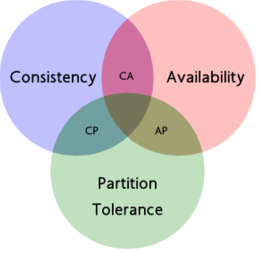 Consistency
CA
Availability
CP
AP
Partition
Tolerance